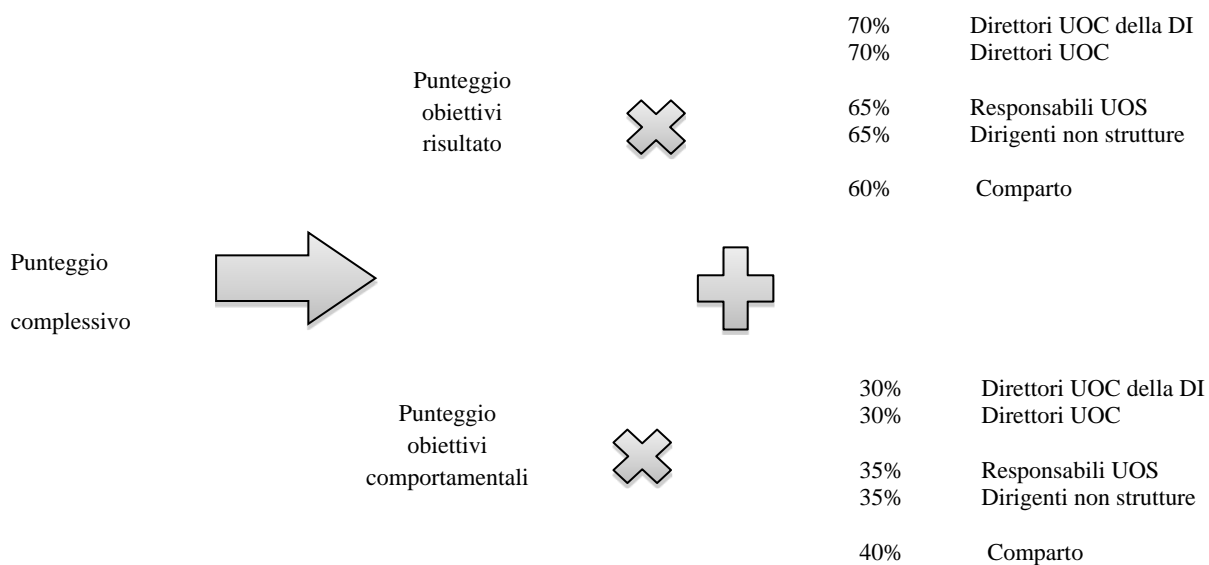 70% Direttori UOC della DI
70% Direttori UOC
Punteggio
obiettivi
risultato
65% Responsabili UOS
65% Dirigenti non strutture
60% Comparto
Punteggio
complessivo
30% Direttori UOC della DI
30% Direttori UOC
Punteggio
obiettivi
comportamentali
35% Responsabili UOS
35% Dirigenti non strutture
40% Comparto